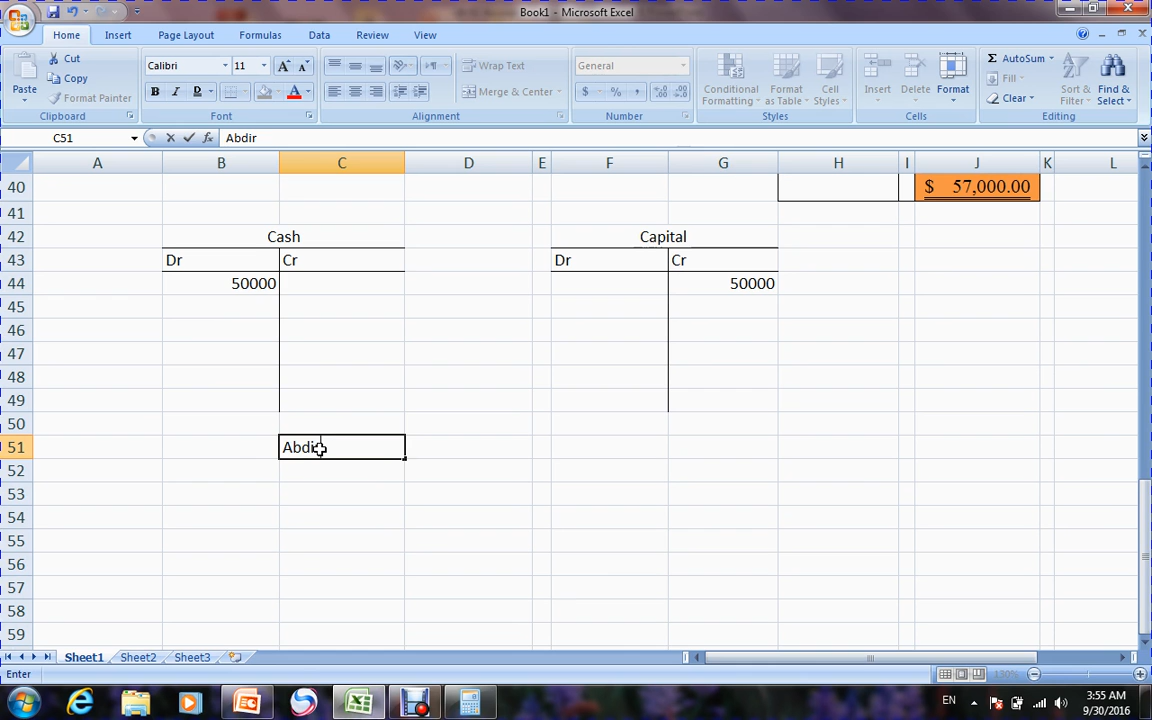 Book1 - Microsoft Excel
Home Insert Page Layout Formulas Data Review View
Paste
Cut
Copy
Format Painter
Calibri 11 A A
B I D A
Wrap Text
Merge & Center
General
$ % ,
Conditional Formatting
Format as Table
Cell Styles
Insert
Delete
Format
AutoSum
Fill
Clear
Sort & Filter
Find & Select
Clipboard Font Alignment Number Styles Cells Editing
C51 fx Abdir
A B C D E F G H I J K L
40 $ 57,000.00
41
42 Cash Capital
43 Dr Cr Dr Cr
44 50000 50000
45
46
47
48
49
50
51 Abdir
52
53
54
55
56
57
58
59
Sheet1 Sheet2 Sheet3
Enter 130%
EN 3:55 AM
9/30/2016